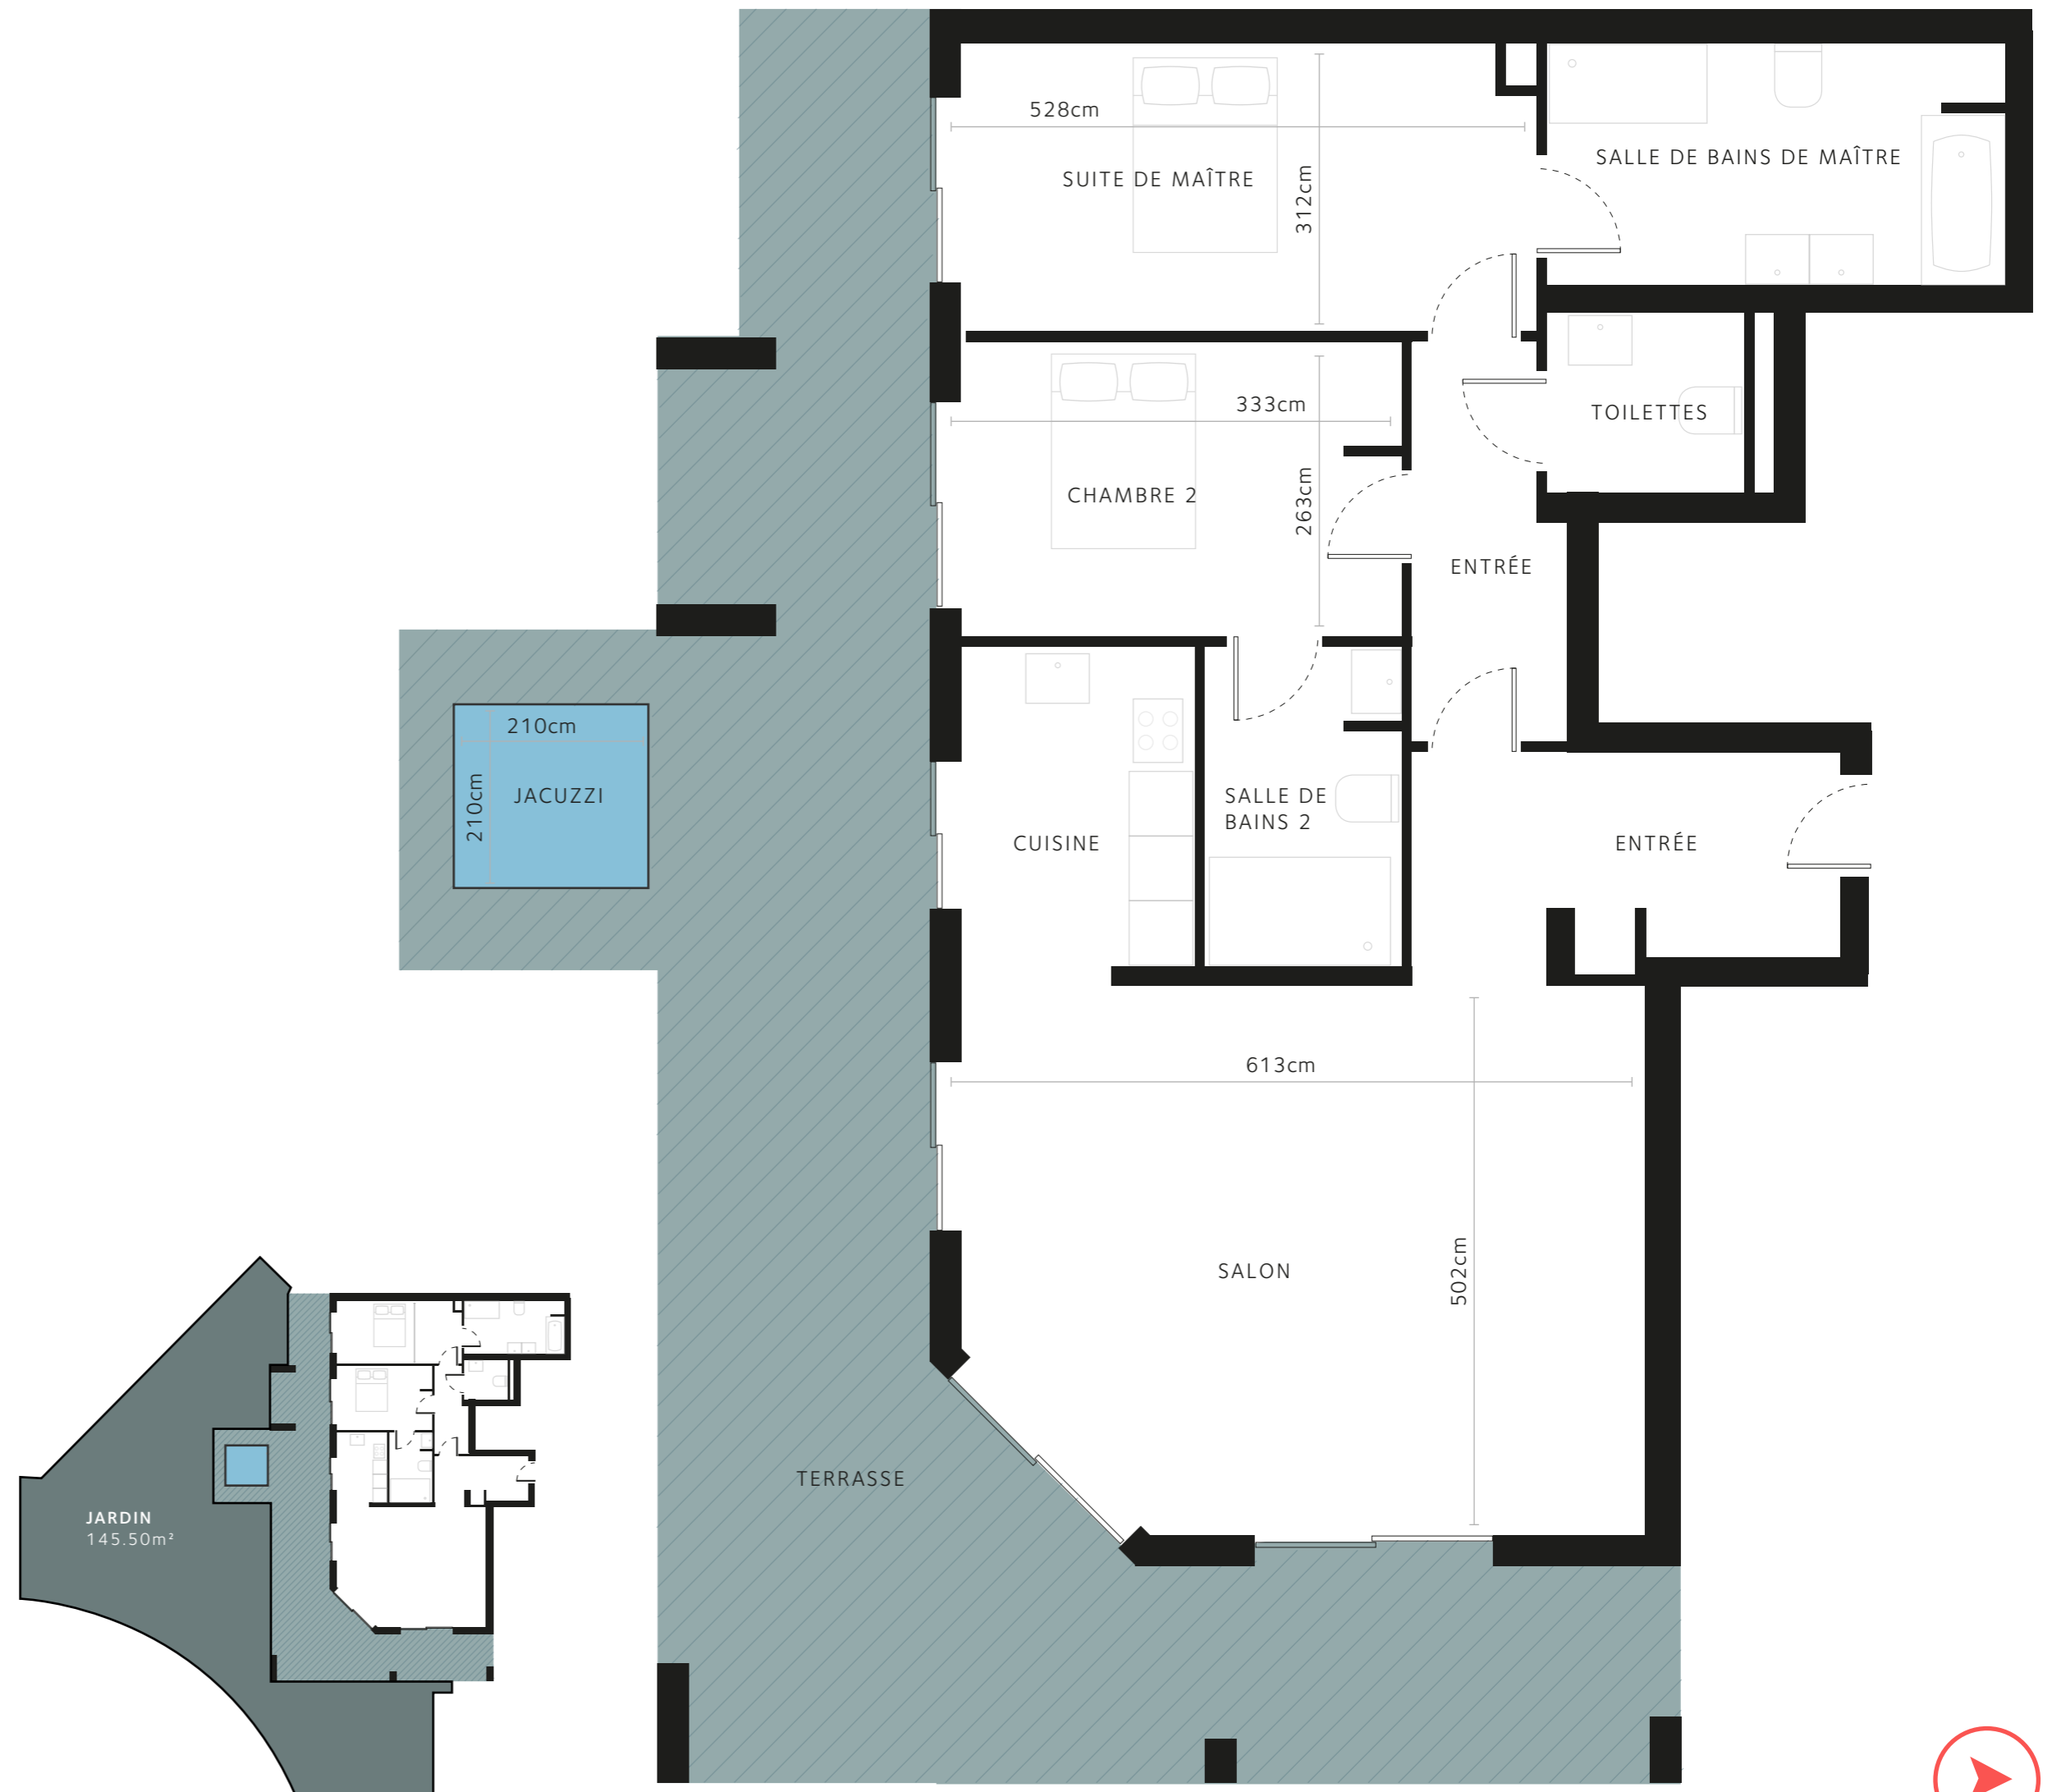 528cm
SUITE DE MAÎTRE
312cm
SALLE DE BAINS DE MAÎTRE
333cm
CHAMBRE 2
263cm
TOILETTES
ENTRÉE
210cm
210cm
JACUZZI
CUISINE
SALLE DE
BAINS 2
ENTRÉE
613cm
502cm
SALON
TERRASSE
JARDIN
145.50m²